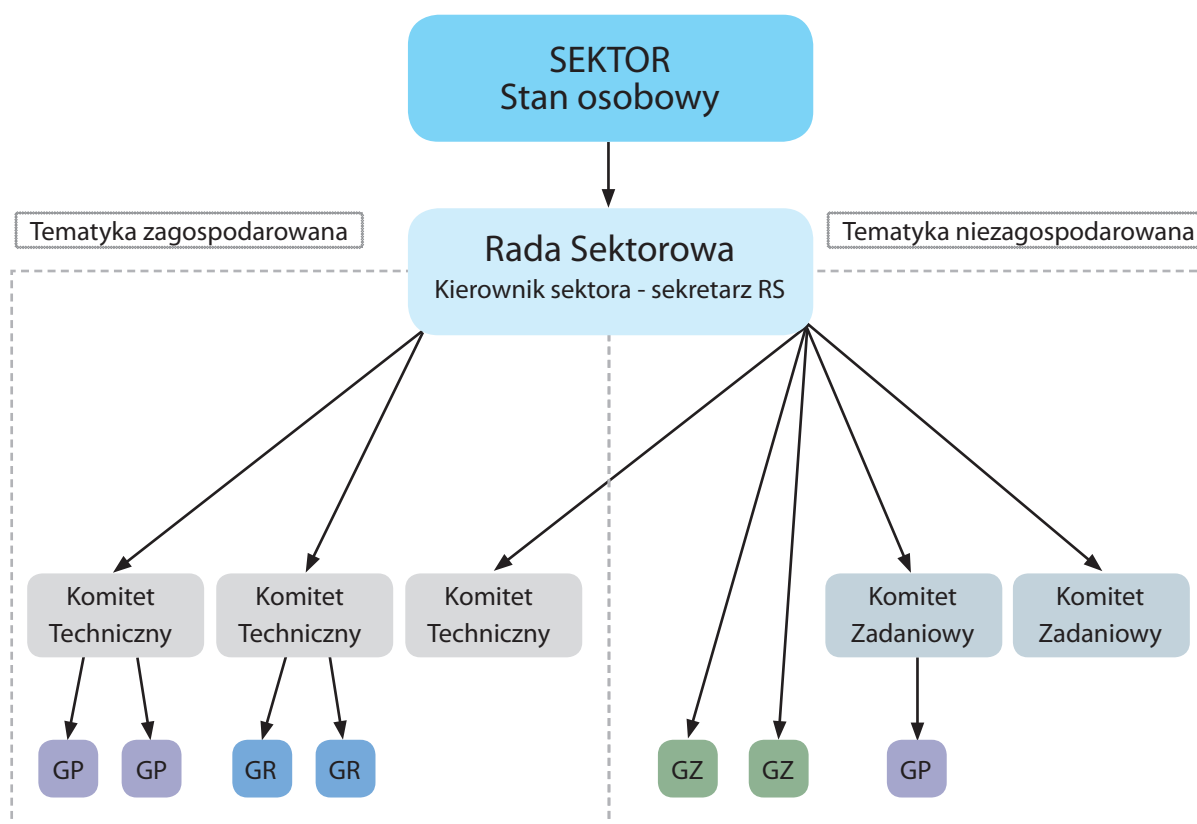 SEKTOR
Stan osobowy
Tematyka zagospodarowana
Rada Sektorowa
Kierownik sektora - sekretarz RS
Tematyka niezagospodarowana
Komitet
Techniczny
Komitet
Techniczny
Komitet
Techniczny
Komitet
Zadaniowy
Komitet
Zadaniowy
GP
GP
GR
GR
GZ
GZ
GP